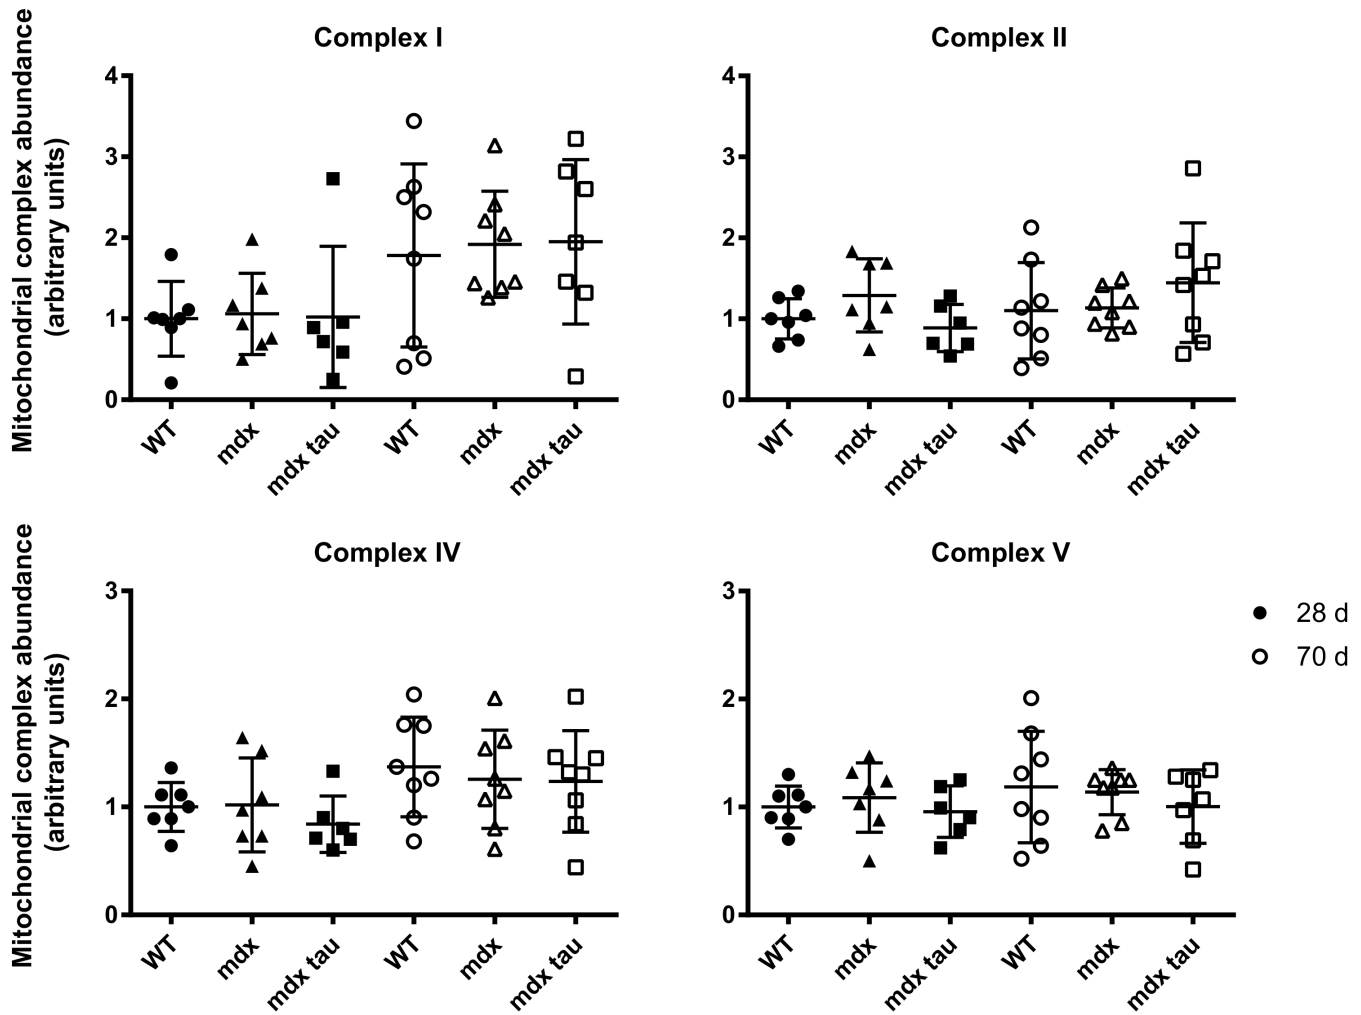 Complex I
Mitochondrial complex abundance
(arbitrary units)
4
3
2
1
0
WT
mdx
mdx tau
WT
mdx
mdx tau
Complex II
4
3
2
1
0
WT
mdx
mdx tau
WT
mdx
mdx tau
Complex IV
Mitochondrial complex abundance
(arbitrary units)
3
2
1
0
WT
mdx
mdx tau
WT
mdx
mdx tau
Complex V
3
2
1
0
WT
mdx
mdx tau
WT
mdx
mdx tau
28 d
70 d